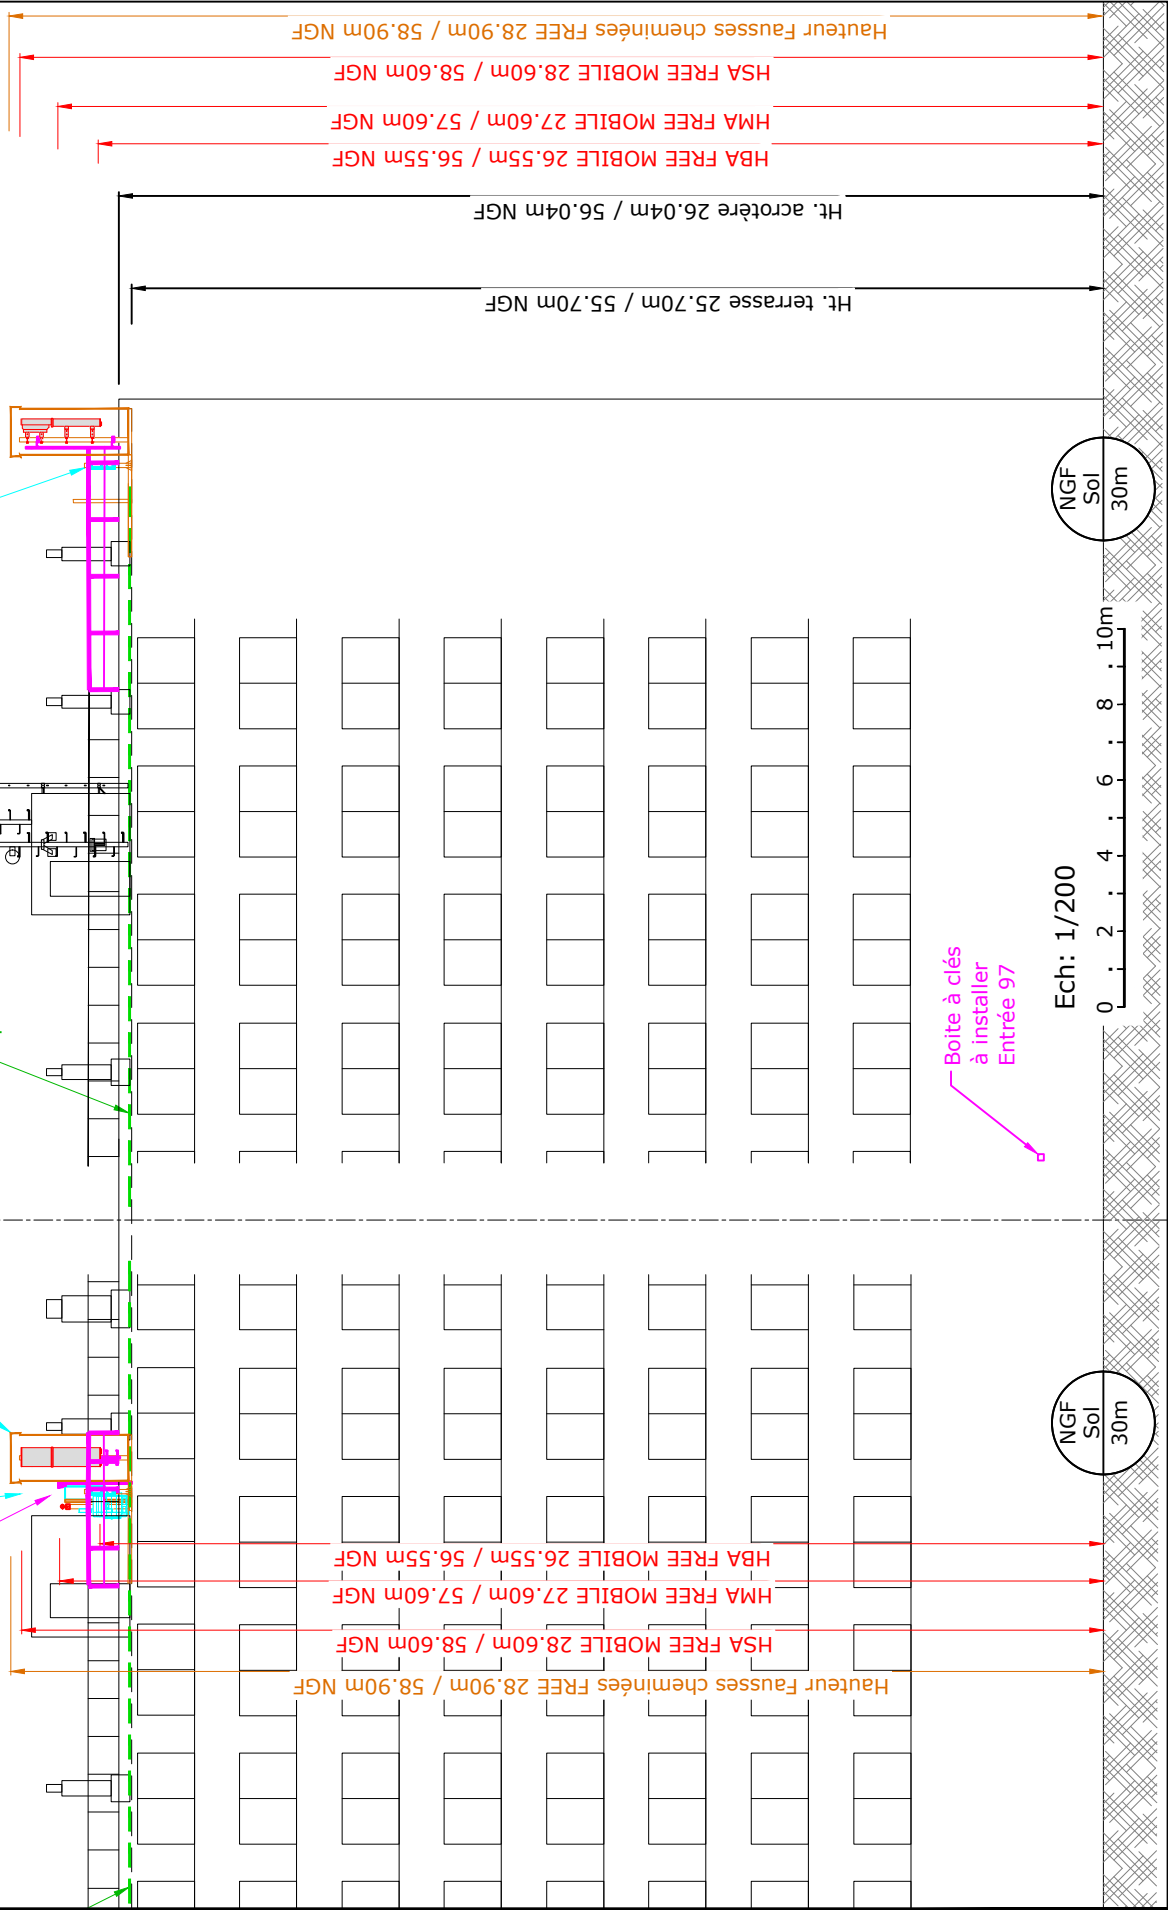 Hauteur Fausses cheminées FREE 28.90m / 58.90m NGF
HSA FREE MOBILE 28.60m / 58.60m NGF
HMA FREE MOBILE 27.60m / 57.60m NGF
HBA FREE MOBILE 26.55m / 56.55m NGF
Ht. acrotère 26.04m / 56.04m NGF
Ht. terrasse 25.70m / 55.70m NGF
NGF
Sol
30m
Boite à clés
à installer
Entrée 97
Ech: 1/200
0 2 4 6 8 10m
NGF
Sol
30m
HBA FREE MOBILE 26.55m / 56.55m NGF
HMA FREE MOBILE 27.60m / 57.60m NGF
HSA FREE MOBILE 28.60m / 58.60m NGF
Hauteur Fausses cheminées FREE 28.90m / 58.90m NGF